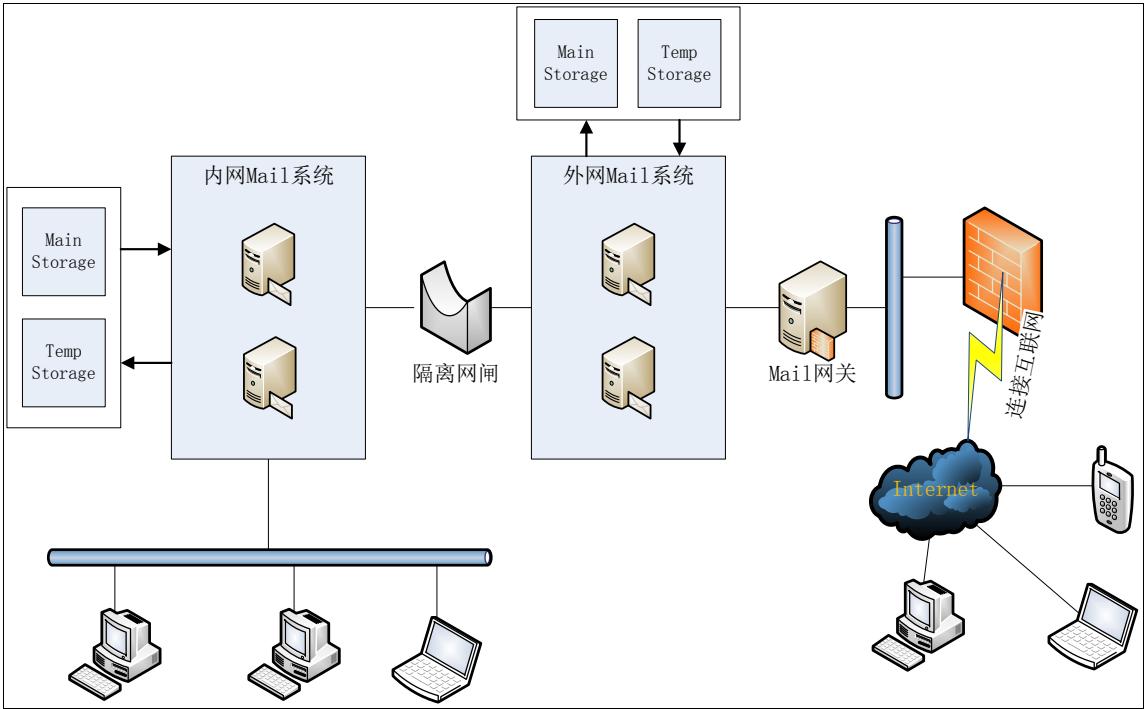 Main
Storage
Temp
Storage
内网Mail系统
外网Mail系统
Main
Storage
Temp
Storage
隔离网闸
Mail网关
连接互联网
Internet